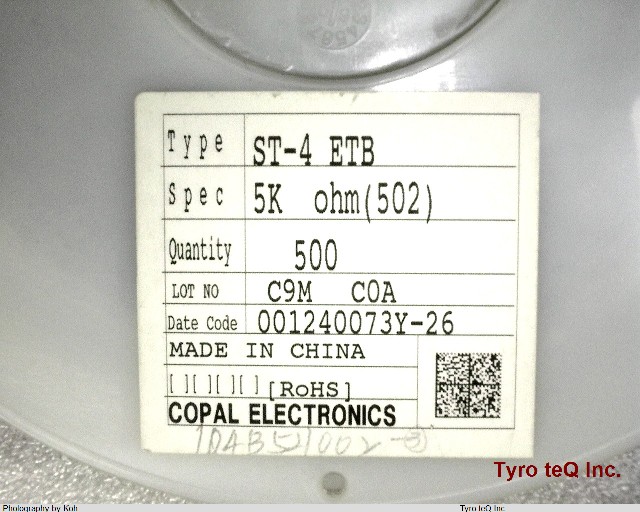 Type ST-4 ETB
Spec 5K ohm(502)
Quantity 500
LOT NO C9M COA
Date Code 001240073Y-26
MADE IN CHINA
[ ][ ][ ][ ][ ] [RoHS]
COPAL ELECTRONICS
Tyro teQ Inc.
Photography by Koh Tyro teQ Inc